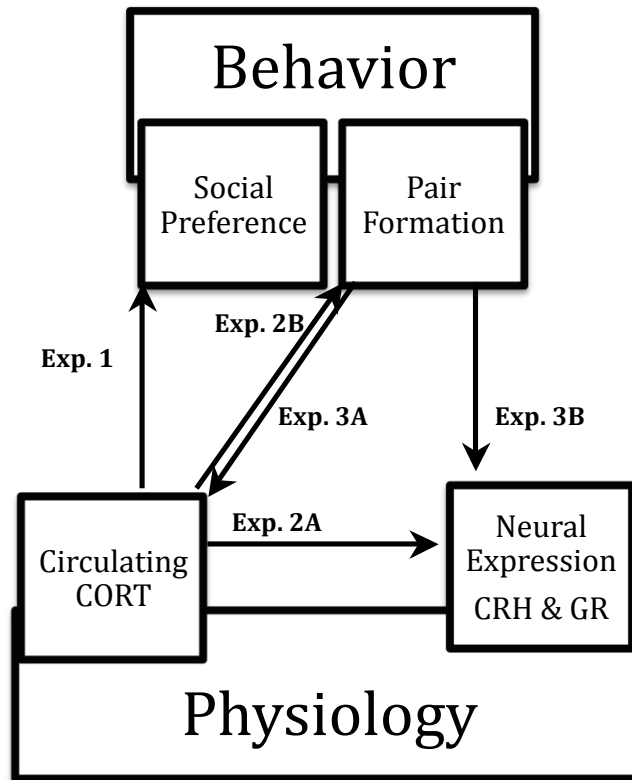 Behavior
Social
Preference
Pair
Formation
Exp. 2B
Exp. 1
Exp. 3A
Exp. 3B
Exp. 2A
Circulating
CORT
Neural
Expression
CRH & GR
Physiology